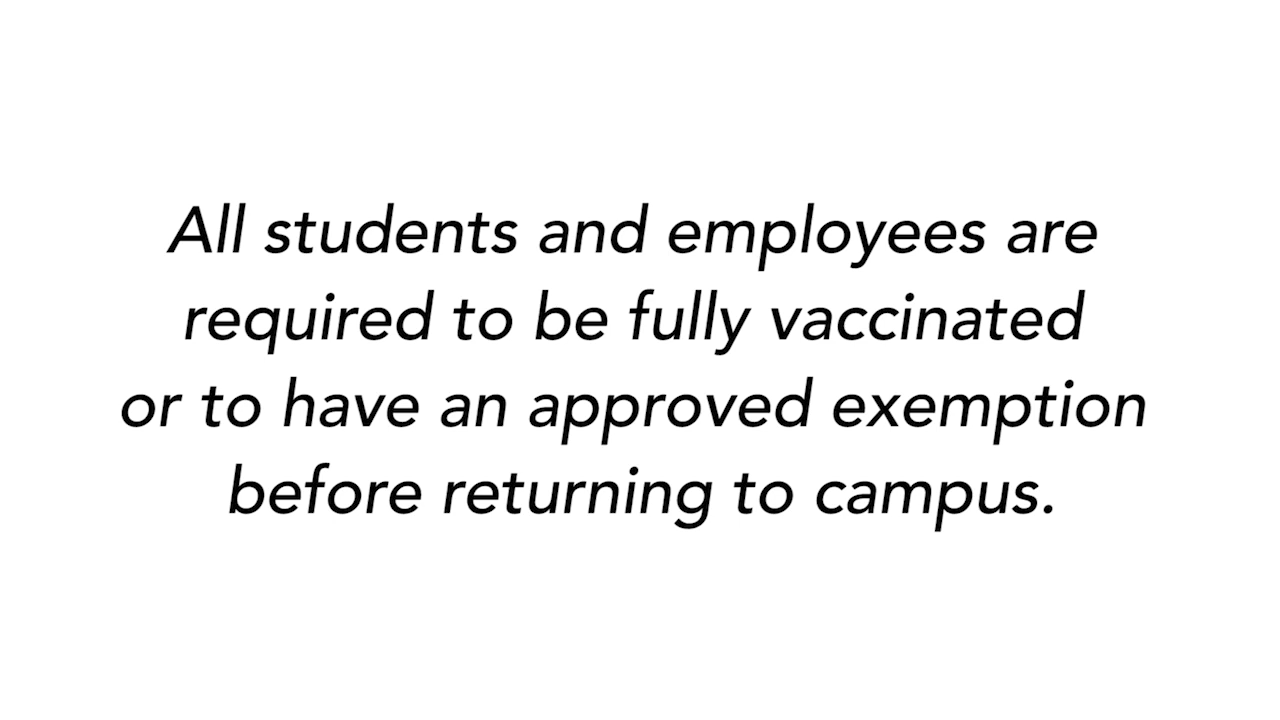 All students and employees are
required to be fully vaccinated
or to have an approved exemption
before returning to campus.